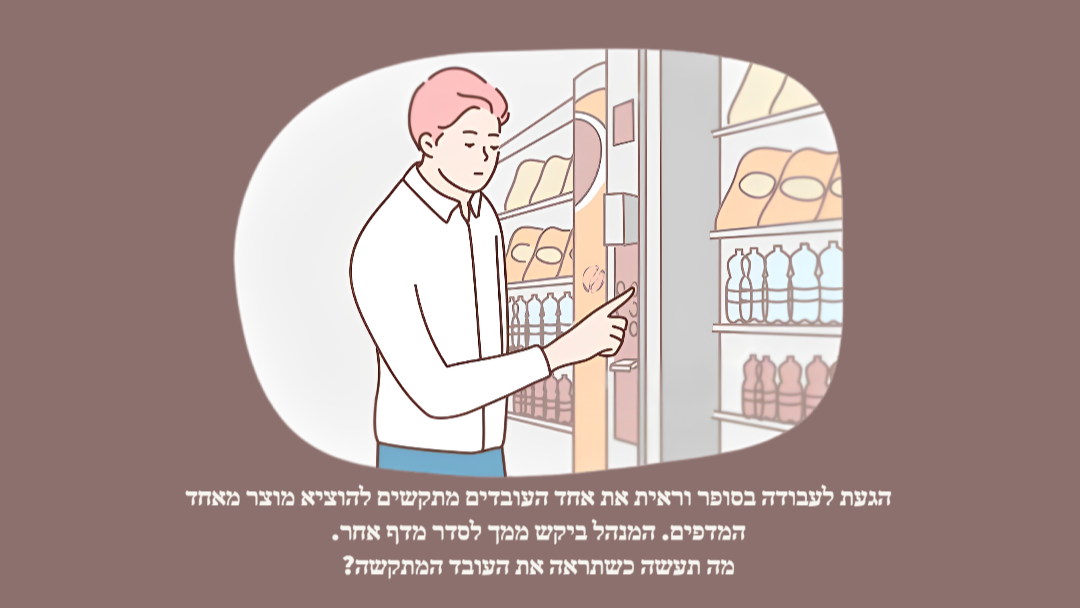 הגעת לעבודה בסופר וראית את אחד העובדים מתקשים להוציא מוצר מאחד
המדפים. המנהל ביקש ממך לסדר מדף אחר.
מה תעשה כשתראה את העובד המתקשה?